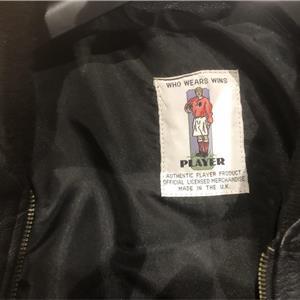 WHO WEARS WINS
PLAYER
AUTHENTIC PLAYER PRODUCT
OFFICIAL LICENSED MERCHANDISE
MADE IN THE U.K.